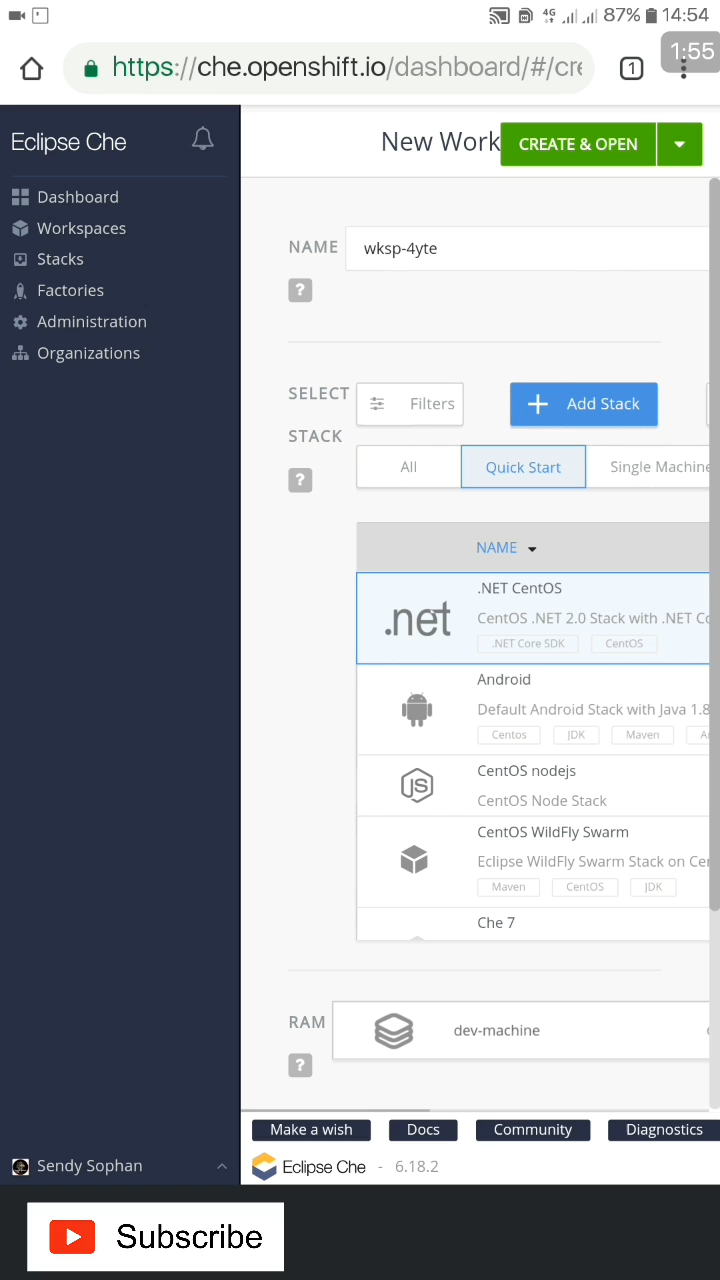 4G 87% 14:54
https://che.openshift.io/dashboard/#/cre
1
1:55
Eclipse Che
New Work
CREATE & OPEN
Dashboard
Workspaces
Stacks
Factories
Administration
Organizations
NAME
wksp-4yte
?
SELECT
STACK
?
Filters
Add Stack
All
Quick Start
Single Machine
NAME
.net
.NET CentOS
CentOS .NET 2.0 Stack with .NET Co
.NET Core SDK
CentOS
Android
Default Android Stack with Java 1.8
Centos
JDK
Maven
JS
CentOS nodejs
CentOS Node Stack
CentOS WildFly Swarm
Eclipse WildFly Swarm Stack on Cen
Maven
CentOS
JDK
Che 7
RAM
?
dev-machine
Make a wish
Docs
Community
Diagnostics
Sendy Sophan
Eclipse Che - 6.18.2
Subscribe